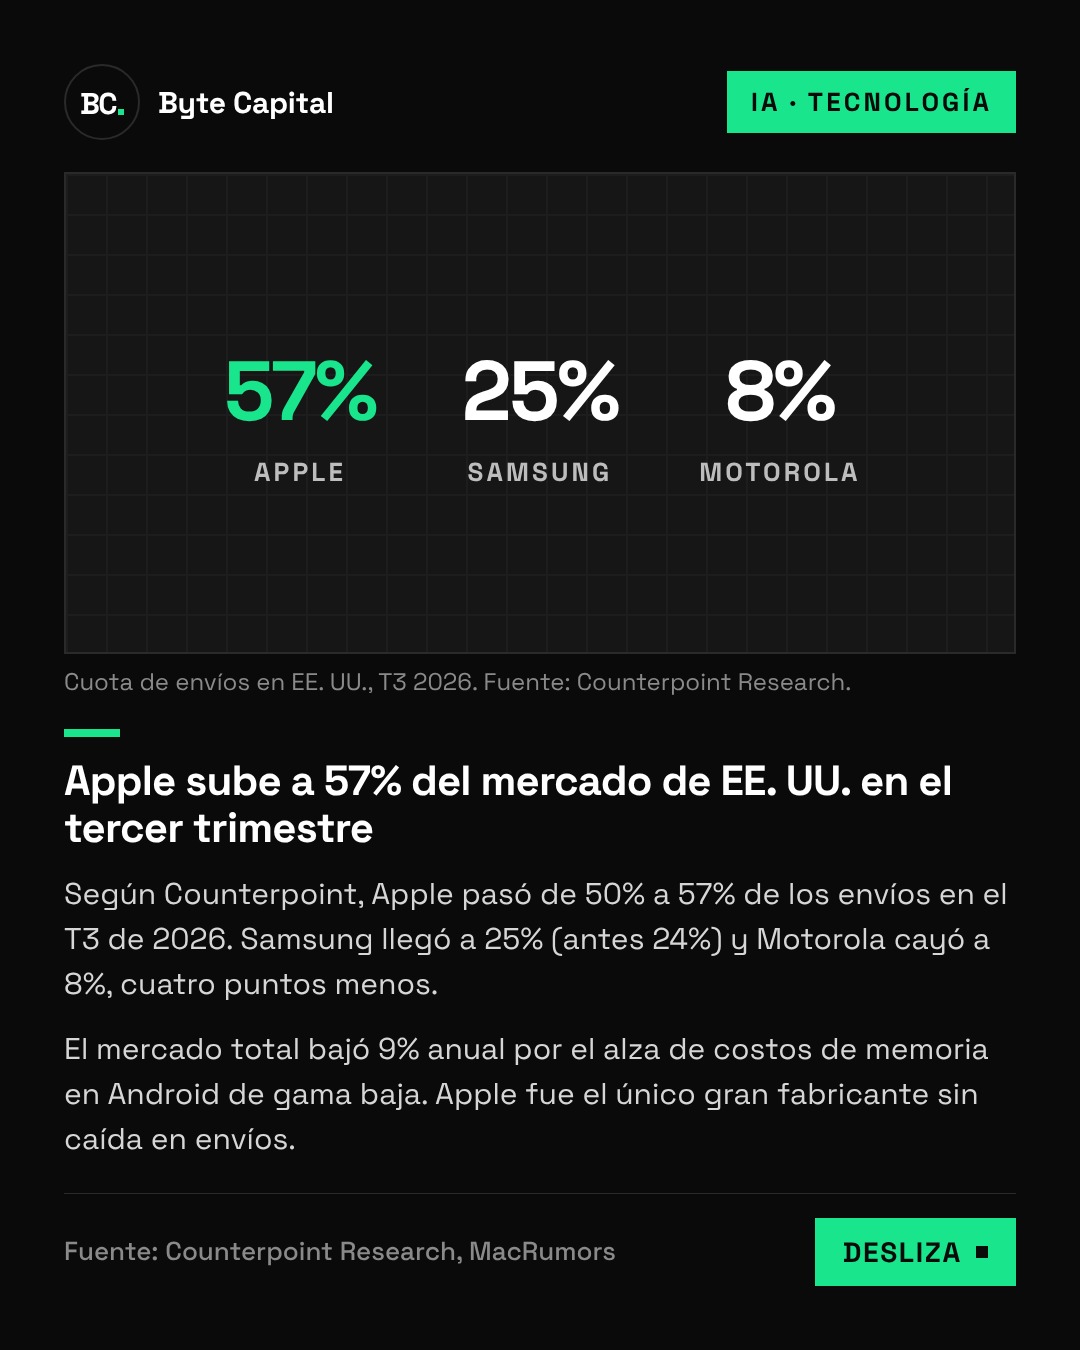 BC.
Byte Capital
IA · TECNOLOGÍA
57%
25%
8%
APPLE
SAMSUNG
MOTOROLA
Cuota de envíos en EE. UU., T3 2026. Fuente: Counterpoint Research.
Apple sube a 57% del mercado de EE. UU. en el
tercer trimestre
Según Counterpoint, Apple pasó de 50% a 57% de los envíos en el
T3 de 2026. Samsung llegó a 25% (antes 24%) y Motorola cayó a
8%, cuatro puntos menos.
El mercado total bajó 9% anual por el alza de costos de memoria
en Android de gama baja. Apple fue el único gran fabricante sin
caída en envíos.
Fuente: Counterpoint Research, MacRumors
DESLIZA